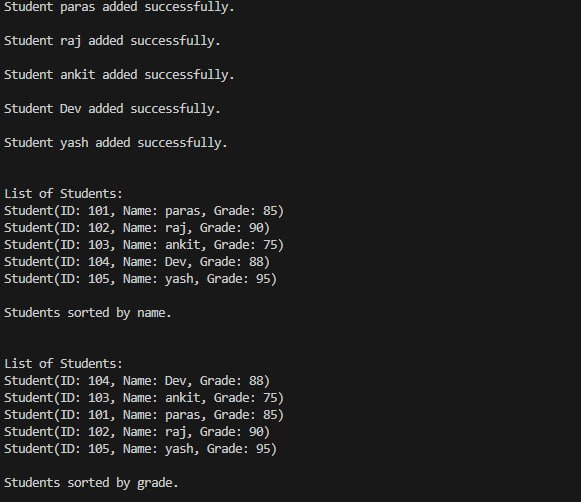 Student paras added successfully.
Student raj added successfully.
Student ankit added successfully.
Student Dev added successfully.
Student yash added successfully.
List of Students:
Student(ID: 101, Name: paras, Grade: 85)
Student(ID: 102, Name: raj, Grade: 90)
Student(ID: 103, Name: ankit, Grade: 75)
Student(ID: 104, Name: Dev, Grade: 88)
Student(ID: 105, Name: yash, Grade: 95)
Students sorted by name.
List of Students:
Student(ID: 104, Name: Dev, Grade: 88)
Student(ID: 103, Name: ankit, Grade: 75)
Student(ID: 101, Name: paras, Grade: 85)
Student(ID: 102, Name: raj, Grade: 90)
Student(ID: 105, Name: yash, Grade: 95)
Students sorted by grade.